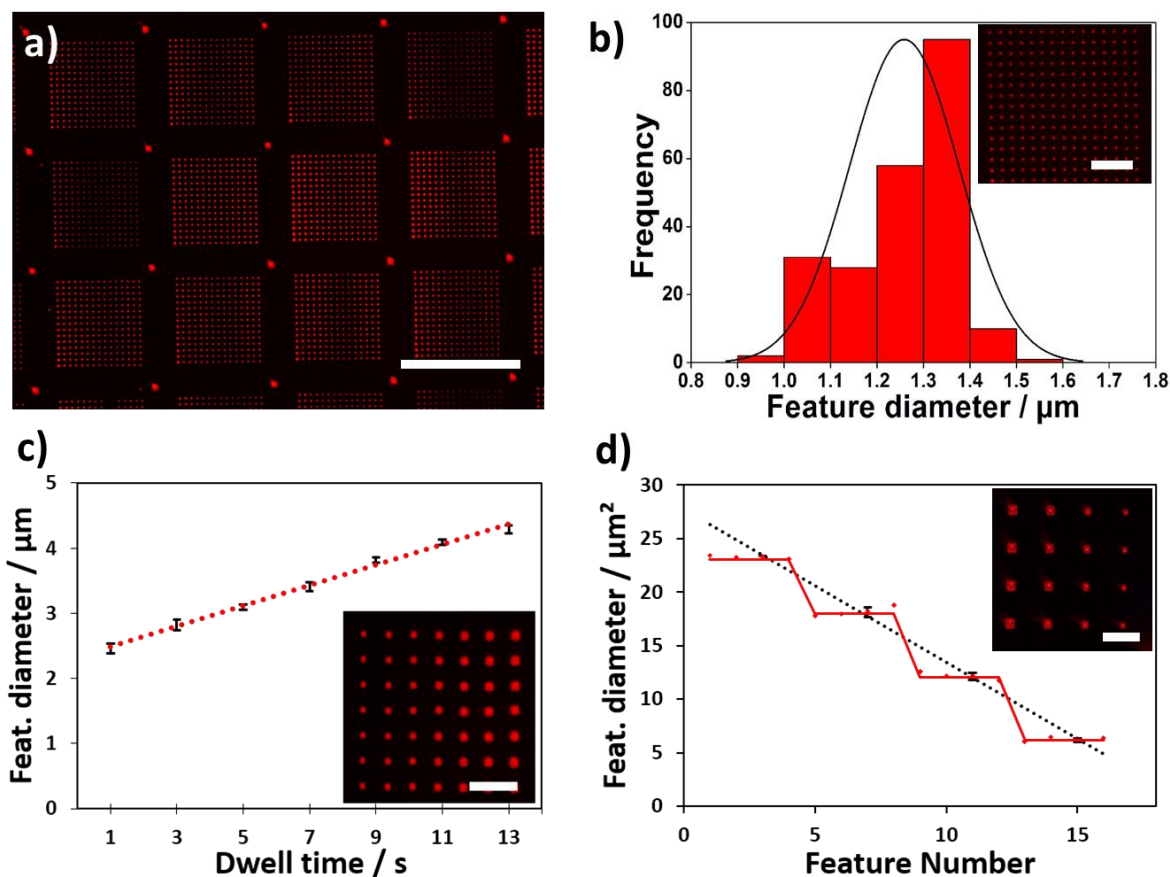 a)
b)
Frequency
100
80
60
40
20
0
0.8 0.9 1.0 1.1 1.2 1.3 1.4 1.5 1.6 1.7 1.8
Feature diameter / µm
c)
Feat. diameter / µm
5
4
3
2
1
0
1 3 5 7 9 11 13
Dwell time / s
d)
Feat. diameter / µm²
30
25
20
15
10
5
0
0 5 10 15
Feature Number